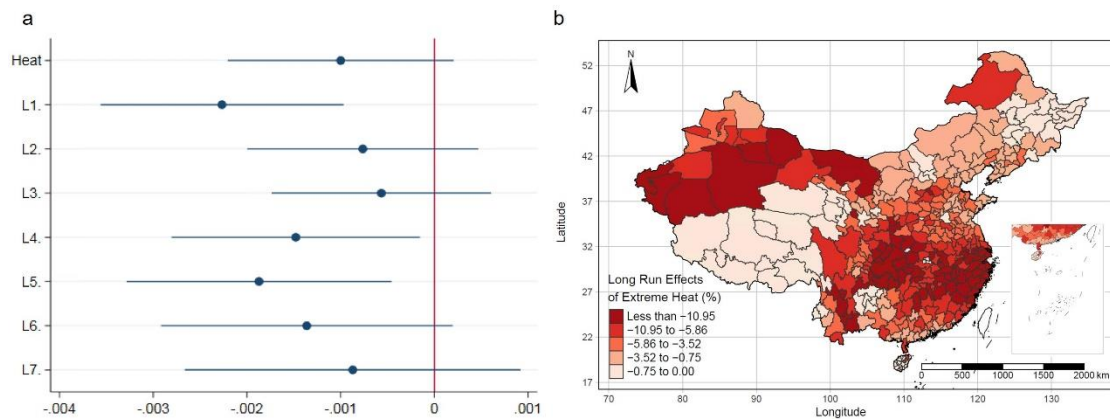 a
Heat
L1.
L2.
L3.
L4.
L5.
L6.
L7.
-.004 -.003 -.002 -.001 0 .001
b
N
52
47
42
37
32
27
22
17
Latitude
Long Run Effects
of Extreme Heat (%)
Less than −10.95
−10.95 to −5.86
−5.86 to −3.52
−3.52 to −0.75
−0.75 to 0.00
0 500 1000 1500 2000 km
70 80 90 100 110 120 130
Longitude